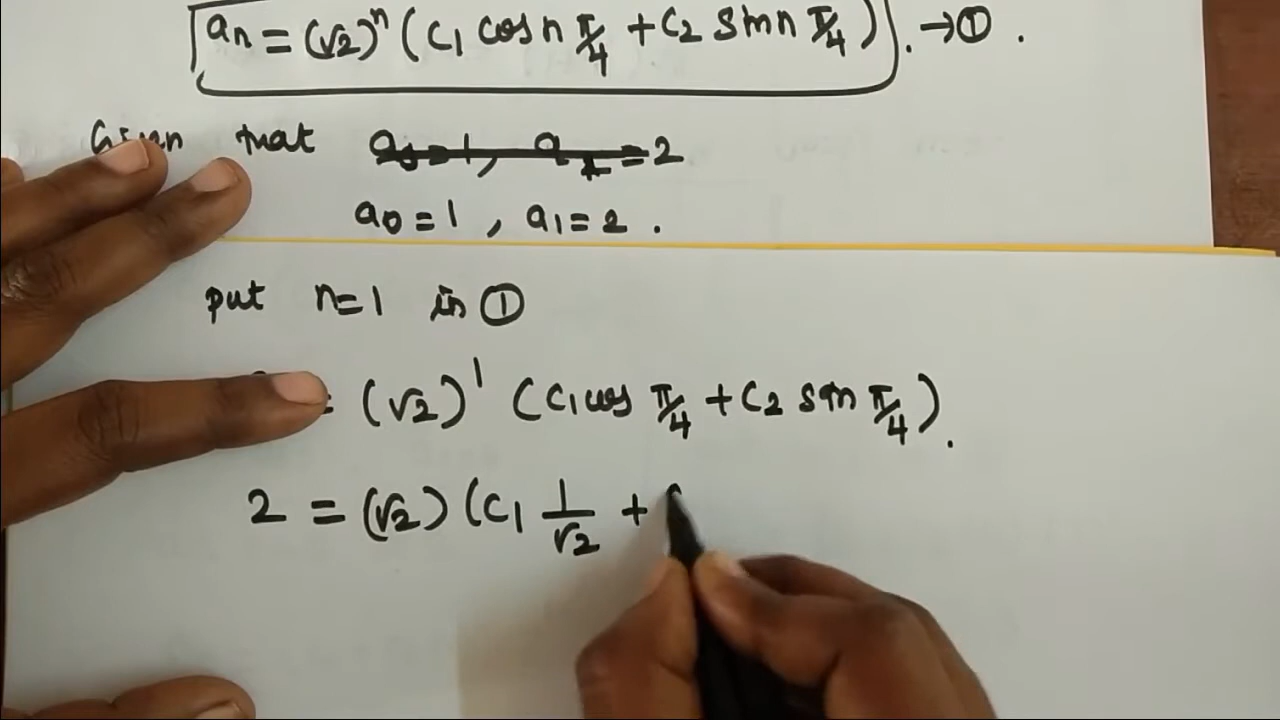 an = (√2)^n (C1 cos n π/4 + C2 sin n π/4). → ①.
Given that a0=1, a1=2
a0=1, a1=2.
put n=1 in ①
= (√2)^1 (C1 cos π/4 + C2 sin π/4).
2 = (√2) (C1 1/√2 +